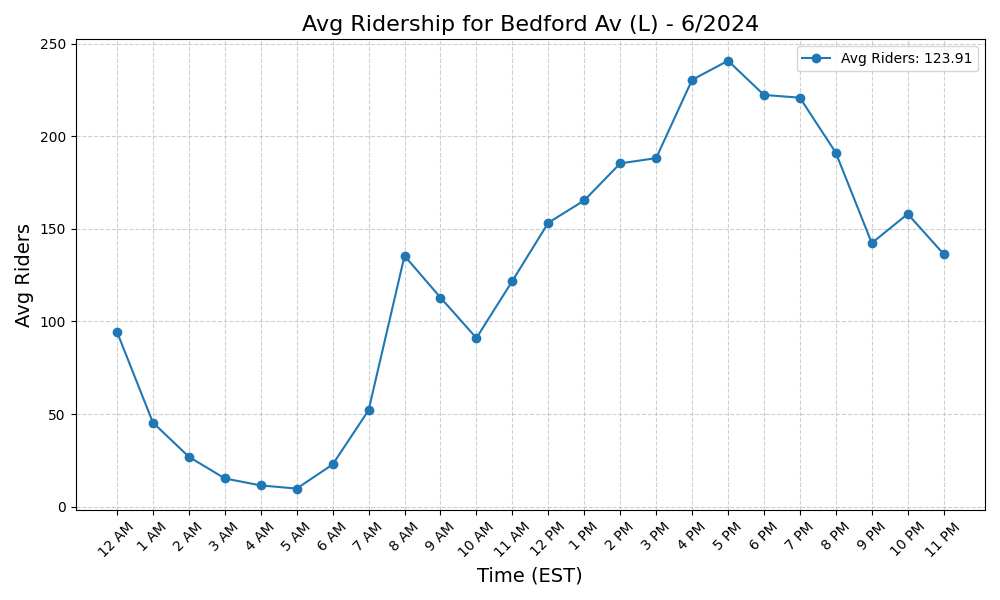 Avg Ridership for Bedford Av (L) - 6/2024
Avg Riders: 123.91
Avg Riders
250
200
150
100
50
0
12 AM
1 AM
2 AM
3 AM
4 AM
5 AM
6 AM
7 AM
8 AM
9 AM
10 AM
11 AM
12 PM
1 PM
2 PM
3 PM
4 PM
5 PM
6 PM
7 PM
8 PM
9 PM
10 PM
11 PM
Time (EST)